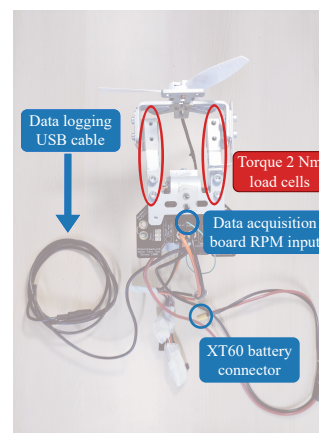 Data logging
USB cable
Torque 2 Nm
load cells
Data acquisition
board RPM input
XT60 battery
connector